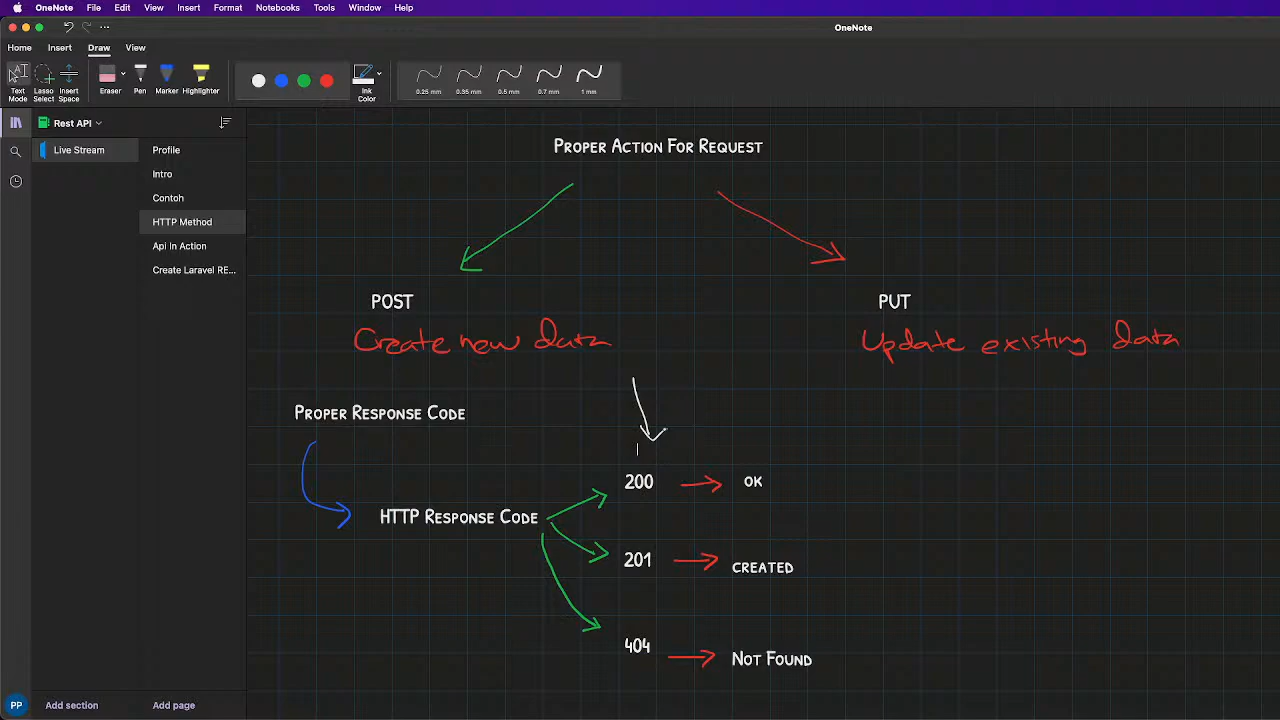 OneNote File Edit View Insert Format Notebooks Tools Window Help
OneNote
Home Insert Draw View
Text Mode
Lasso Select
Insert Space
Eraser
Pen
Marker
Highlighter
Ink Color
0.25 mm
0.35 mm
0.5 mm
0.7 mm
1 mm
Rest API
Live Stream
Profile
Intro
Contoh
HTTP Method
Api In Action
Create Laravel RE...
Proper Action For Request
POST
PUT
Create new data
Update existing data
Proper Response Code
HTTP Response Code
200
OK
201
CREATED
404
Not Found
PP
Add section
Add page